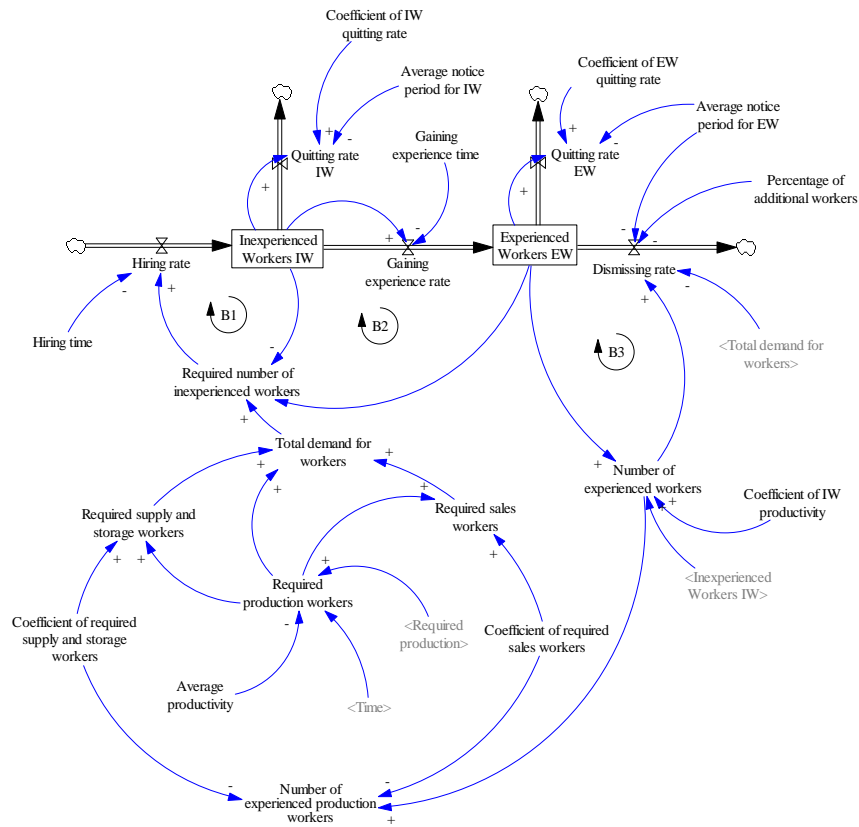 Coefficient of IW
quitting rate
Average notice
period for IW
+
-
Quitting rate
IW
+
Gaining
experience time
Coefficient of EW
quitting rate
Average notice
period for EW
+
-
Quitting rate
EW
+
Percentage of
additional workers
Inexperienced
Workers IW
+
-
Gaining
experience rate
Experienced
Workers EW
-
-
Dismissing rate
+
-
Hiring rate
-
+
Hiring time
B1
B2
B3
<Total demand for
workers>
-
-
Required number of
inexperienced workers
+
Total demand for
workers
+
+
+
Number of
experienced workers
+
+
+
Coefficient of IW
productivity
Required supply and
storage workers
+
+
Required sales
workers
+
+
Required
production workers
+
-
<Inexperienced
Workers IW>
Coefficient of required
supply and storage
workers
<Required
production>
Coefficient of required
sales workers
Average
productivity
<Time>
Number of
experienced production
workers
-
-
+